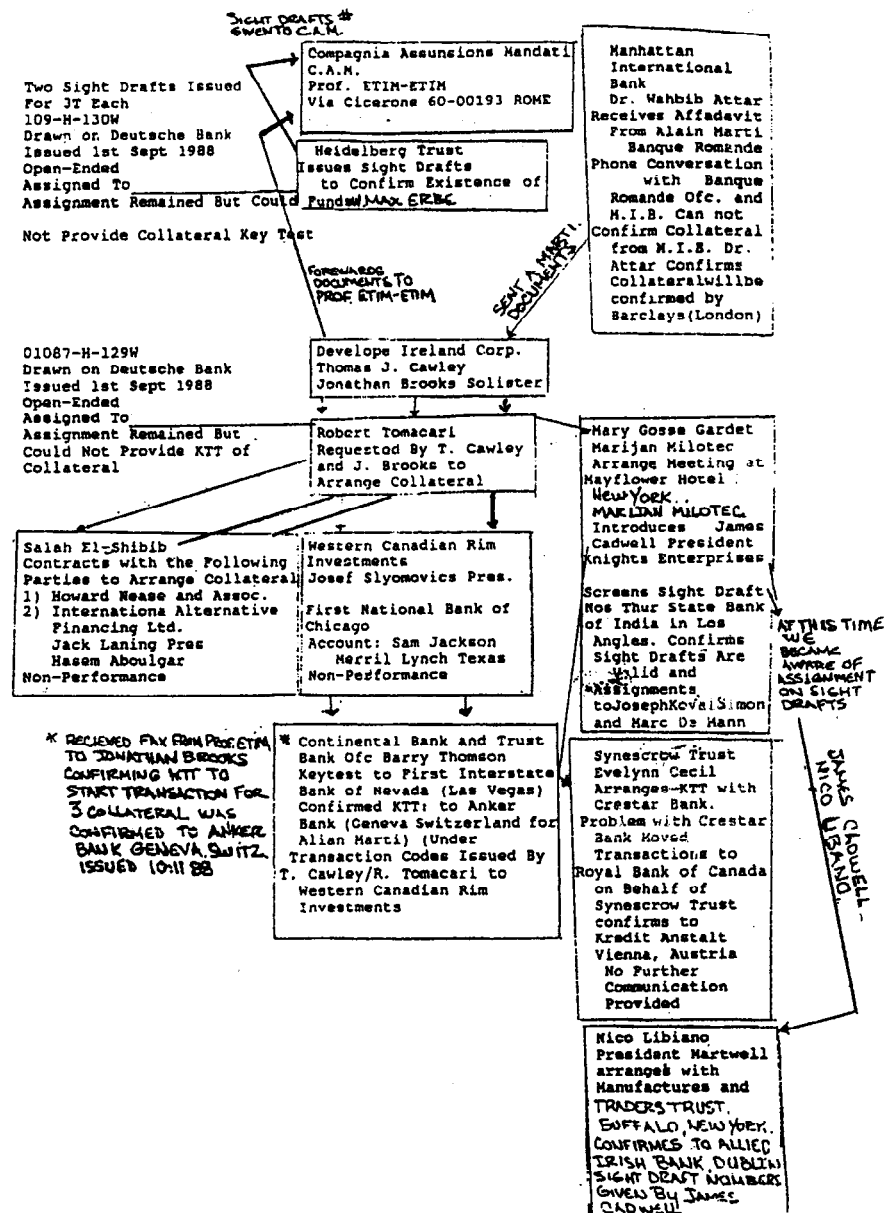 SIGHT DRAFTS #
GIVEN TO C.A.M.
Compagnia Assunsions Mandati
C.A.M.
Prof. ETIM-ETIM
Via Cicerone 60-00193 ROME
Two Sight Drafts Issued
For JT Each
109-H-130W
Drawn on Deutsche Bank
Issued 1st Sept 1988
Open-Ended
Assigned To
Assignment Remained But Could
Not Provide Collateral Key Test
Heidelberg Trust
Issues Sight Drafts
to Confirm Existence of
Funds W/MAX ERBE
Manhattan
International
Bank
Dr. Wahbib Attar
Receives Affadavit
From Alain Marti
Banque Romande
Phone Conversation
with Banque
Romande Ofc. and
M.I.B. Can not
Confirm Collateral
from M.I.B. Dr.
Attar Confirms
Collateralwillbe
confirmed by
Barclays(London)
FOREWARDS
DOCUMENTS TO
PROF. ETIM-ETIM
SENT A MARTI
DOCUMENTS
Develope Ireland Corp.
Thomas J. Cawley
Jonathan Brooks Solister
01087-H-129W
Drawn on Deutsche Bank
Issued 1st Sept 1988
Open-Ended
Assigned To
Assignment Remained But
Could Not Provide KTT of
Collateral
Robert Tomacari
Requested By T. Cawley
and J. Brooks to
Arrange Collateral
Mary Gosse Gardet
Marijan Milotec
Arrange Meeting at
Mayflower Hotel
NEW YORK..
MARIJAN MILOTEC
Introduces James
Cadwell President
Knights Enterprises
Screens Sight Draft
Nos Thur State Bank
of India in Los
Angles. Confirms
Sight Drafts Are
Valid and
*Assignments
toJosephKovalSimon
and Marc De Mann
AT THIS TIME
WE
BECAME
AWARE OF
ASSIGNMENT
ON SIGHT
DRAFTS
Salah El-Shibib
Contracts with the Following
Parties to Arrange Collateral
1) Howard Nease and Assoc.
2) Internationa Alternative
Financing Ltd.
Jack Laning Pres
Hasem Aboulgar
Non-Performance
Western Canadian Rim
Investments
Josef Slyomovics Pres.
First National Bank of
Chicago
Account: Sam Jackson
Merril Lynch Texas
Non-Performance
* RECIEVED FAX FROM PROF. ETIM
TO JONATHAN BROOKS
CONFIRMING KTT TO
START TRANSACTION FOR
3 COLLATERAL WAS
CONFIRMED TO ANKER
BANK GENEVA, SWITZ
ISSUED 10-11 88
* Continental Bank and Trust
Bank Ofc Barry Thomson
Keytest to First Interstate
Bank of Nevada (Las Vegas)
Confirmed KTT: to Anker
Bank (Geneva Switzerland for
Alian Marti) (Under
Transaction Codes Issued By
T. Cawley/R. Tomacari to
Western Canadian Rim
Investments
Synescrow Trust
Evelynn Cecil
Arranges-KTT with
Crestar Bank.
Problem with Crestar
Bank Moved
Transactions to
Royal Bank of Canada
on Behalf of
Synescrow Trust
confirms to
Kredit Anstalt
Vienna, Austria
No Further
Communication
Provided
JAMES CADWELL -
NICO
Nico Libiano
President Martwell
arranges with
Manufactures and
TRADERS TRUST.
BUFFALO, NEW YORK.
CONFIRMES TO ALLIED
IRISH BANK, DUBLIN
SIGHT DRAFT NUMBERS
GIVEN BY JAMES
CADWELL